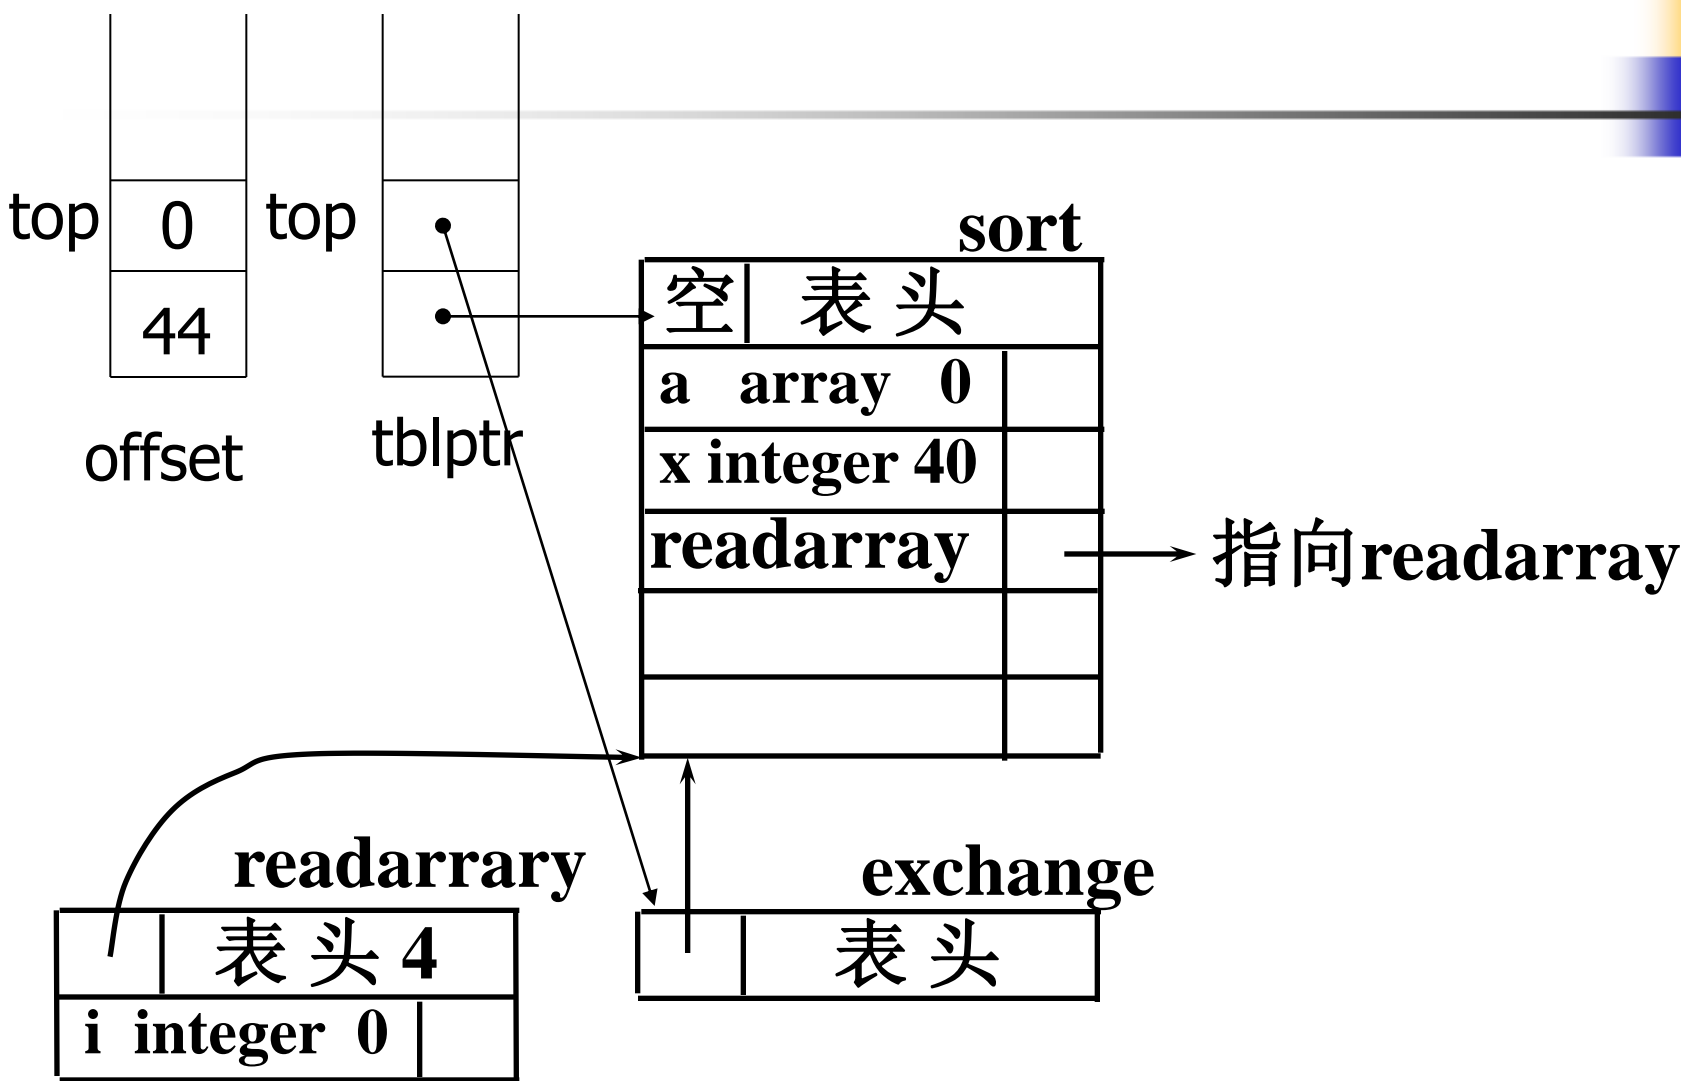 top 0 top
44
offset tblptr
sort
空 表 头
a array 0
x integer 40
readarray
指向readarray
readarrary
表 头 4
i integer 0
exchange
表 头